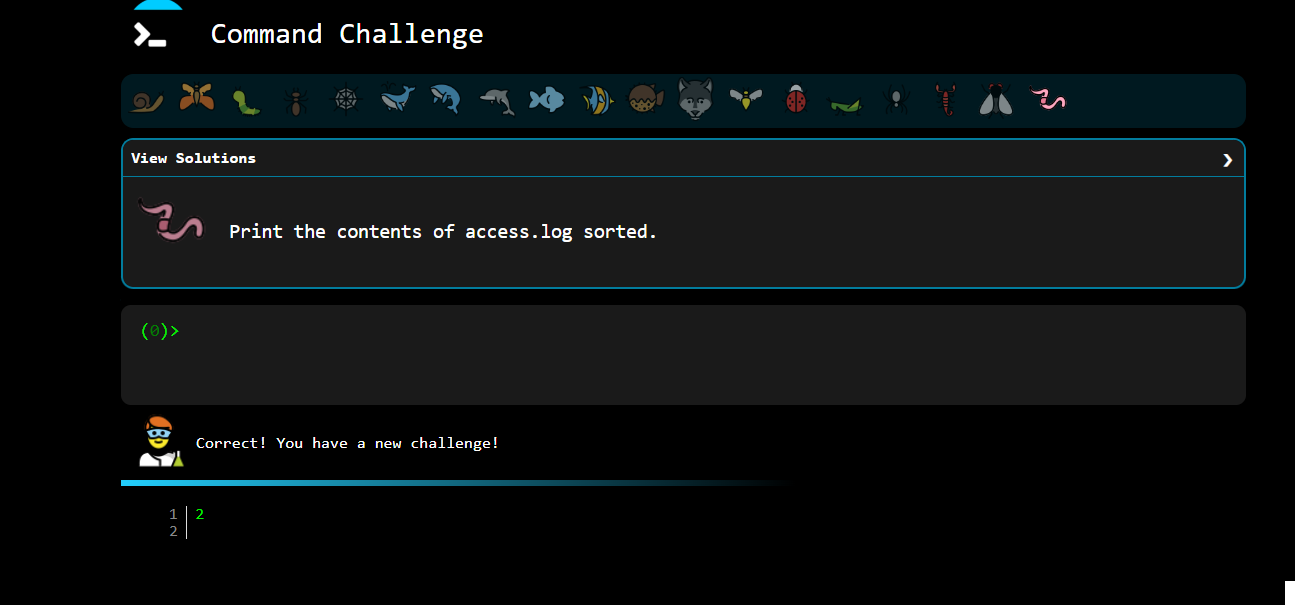 Command Challenge
View Solutions
Print the contents of access.log sorted.
(0)>
Correct! You have a new challenge!
1 2
2